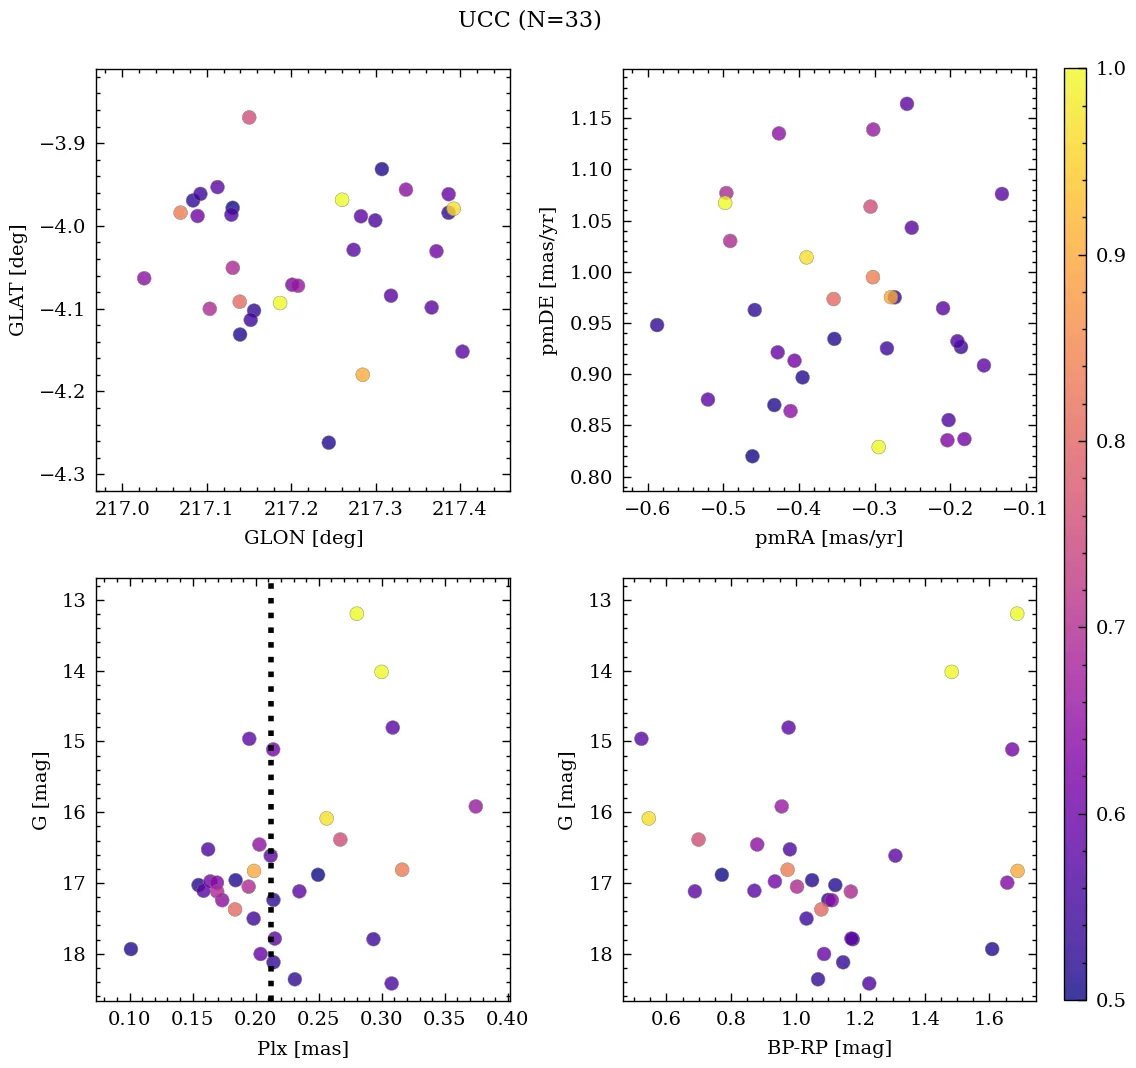 UCC (N=33)
−3.9
−4.0
−4.1
−4.2
−4.3
GLAT [deg]
217.0 217.1 217.2 217.3 217.4
GLON [deg]
1.15
1.10
1.05
1.00
0.95
0.90
0.85
0.80
pmDE [mas/yr]
−0.6 −0.5 −0.4 −0.3 −0.2 −0.1
pmRA [mas/yr]
13
14
15
16
17
18
G [mag]
0.10 0.15 0.20 0.25 0.30 0.35 0.40
Plx [mas]
13
14
15
16
17
18
G [mag]
0.6 0.8 1.0 1.2 1.4 1.6
BP-RP [mag]
1.0
0.9
0.8
0.7
0.6
0.5